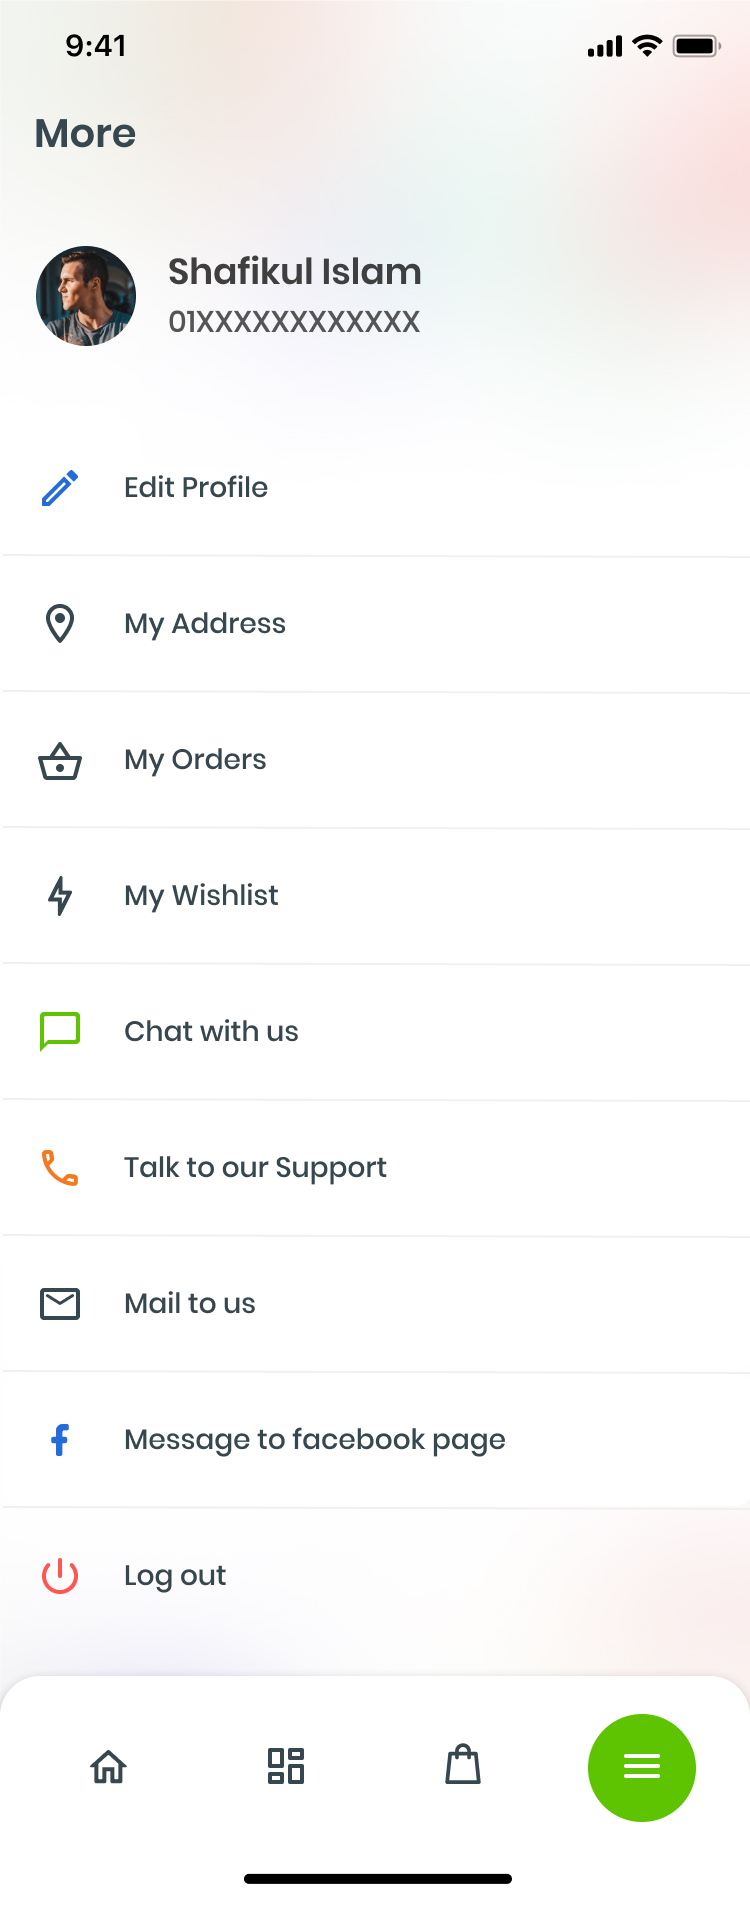 9:41
More
Shafikul Islam
01XXXXXXXXXXXX
Edit Profile
My Address
My Orders
My Wishlist
Chat with us
Talk to our Support
Mail to us
Message to facebook page
Log out